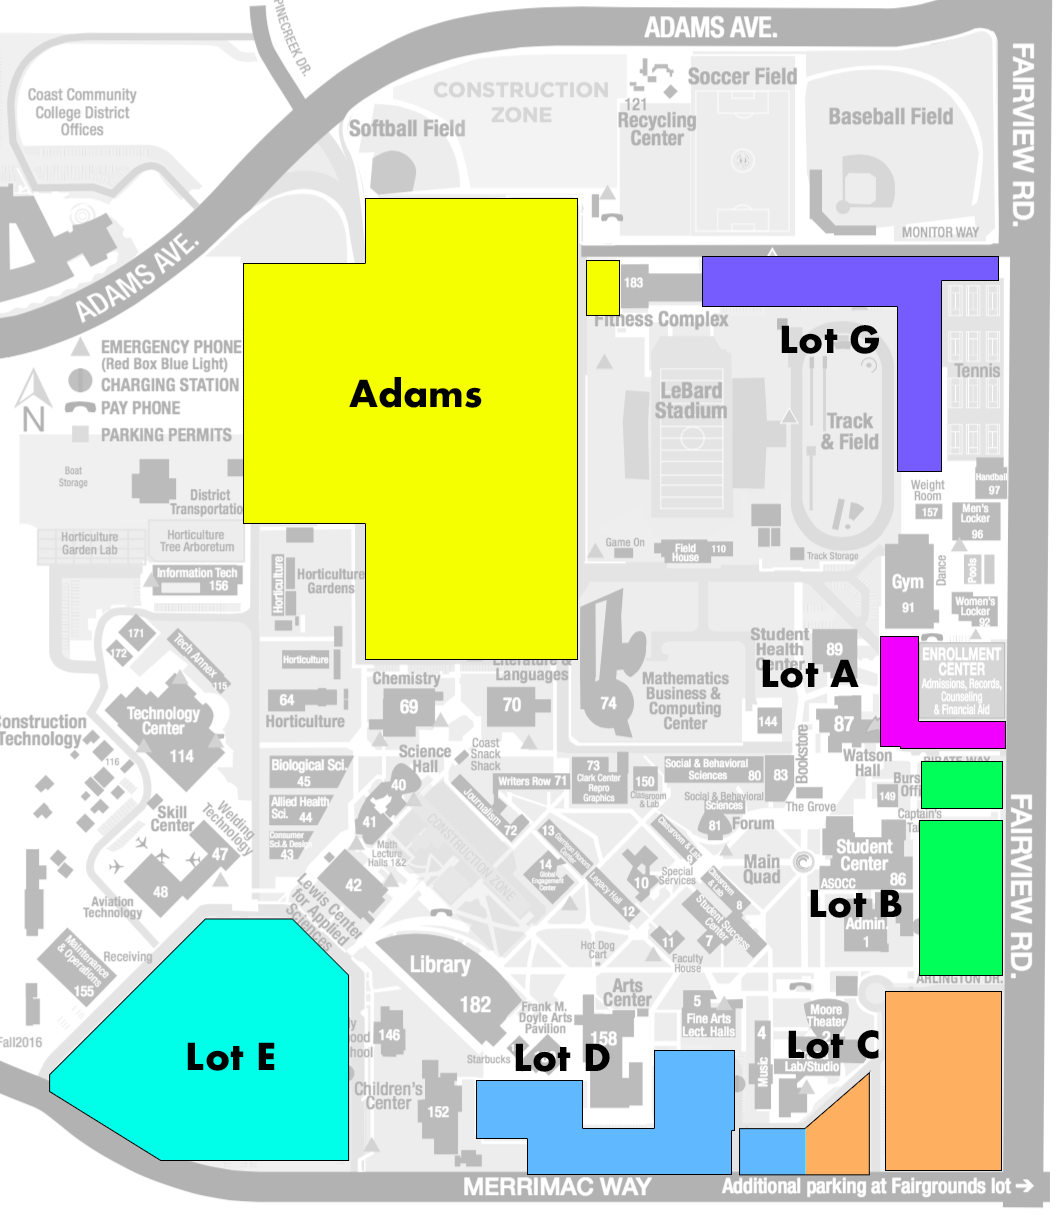 PINECREEK DR.
ADAMS AVE.
FAIRVIEW RD.
Coast Community
College District
Offices
CONSTRUCTION
ZONE
Softball Field
121
Recycling
Center
Soccer Field
Baseball Field
MONITOR WAY
ADAMS AVE.
183
Fitness Complex
Lot G
EMERGENCY PHONE
(Red Box Blue Light)
CHARGING STATION
PAY PHONE
PARKING PERMITS
N
Adams
LeBard
Stadium
Track
& Field
Tennis
Boat
Storage
District
Transportatio
Handball
97
Weight
Room
157
Men's
Locker
96
Horticulture
Garden Lab
Horticulture
Tree Arboretum
Information Tech
156
Horticulture
Horticulture
Gardens
Game On
Field
House
110
Track Storage
Gym
91
Dance
Pools
Women's
Locker
92
171
172
Tech Annex
115
Horticulture
64
Horticulture
Chemistry
69
Literature &
Languages
70
74
Mathematics
Business &
Computing
Center
Student
Health
Center
89
Lot A
ENROLLMENT
CENTER
Admissions, Records,
Counseling
& Financial Aid
144
87
Watson
Hall
Bookstore
PIRATE WAY
onstruction
Technology
Technology
Center
114
116
Biological Sci.
45
Allied Health
Sci. 44
Consumer
Sci.& Design
43
Science
Hall
40
41
Math
Lecture
Halls 1&2
Coast
Snack
Shack
Writers Row 71
73
Clark Center
Repro
Graphics
150
Classroom
& Lab
Social & Behavioral
Sciences 80
83
Social & Behavioral
Sciences
81
Forum
The Grove
149
Burs
Offi
Captain's
Ta
FAIRVIEW RD.
Skill
Center
Welding
Technology
47
48
Aviation
Technology
42
Lewis Center
for Applied
Sciences
Journalism
72
CONSTRUCTION ZONE
13
14
Global
Engagement
Center
Legacy Hall
12
10
Special
Services
Classroom & Lab
9
Classroom
& Lab
8
Student Success
Center
7
11
Faculty
House
Main
Quad
Student
Center
86
ASOCC
Lot B
Admin.
1
ARLINGTON DR.
Maintenance
& Operations
155
Receiving
Fall2016
Library
182
Hot Dog
Cart
Arts
Center
Frank M.
Doyle Arts
Pavilion
158
Starbucks
5
Fine Arts
Lect. Halls
4
Music
Moore
Theater
Lab/Studio
Lot C
Lot D
Lot E
146
Children's
Center
152
MERRIMAC WAY
Additional parking at Fairgrounds lot →